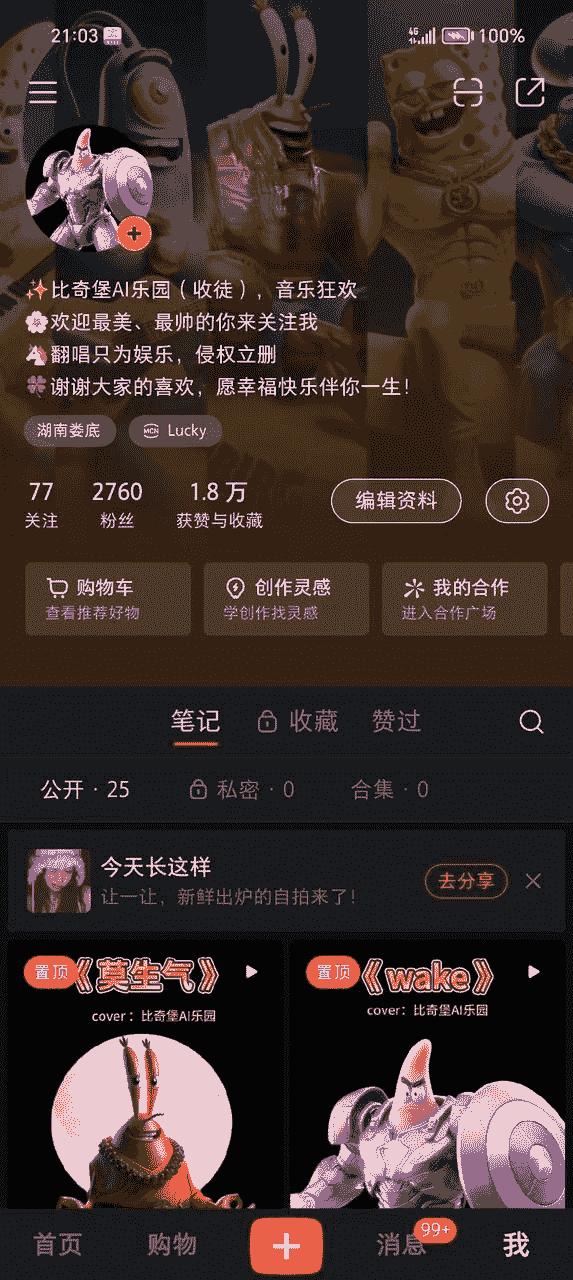 21:03
4G
100%
✨比奇堡AI乐园（收徒），音乐狂欢
🌸欢迎最美、最帅的你来关注我
🦄翻唱只为娱乐，侵权立删
🍀谢谢大家的喜欢，愿幸福快乐伴你一生！
湖南娄底
MCN Lucky
77 2760 1.8 万
关注 粉丝 获赞与收藏
编辑资料
购物车 创作灵感 我的合作
查看推荐好物 学创作找灵感 进入合作广场
笔记 收藏 赞过
公开 · 25 私密 · 0 合集 · 0
今天长这样
让一让，新鲜出炉的自拍来了！
去分享
置顶《莫生气》
cover：比奇堡AI乐园
置顶《wake》
cover：比奇堡AI乐园
首页 购物 消息 99+ 我